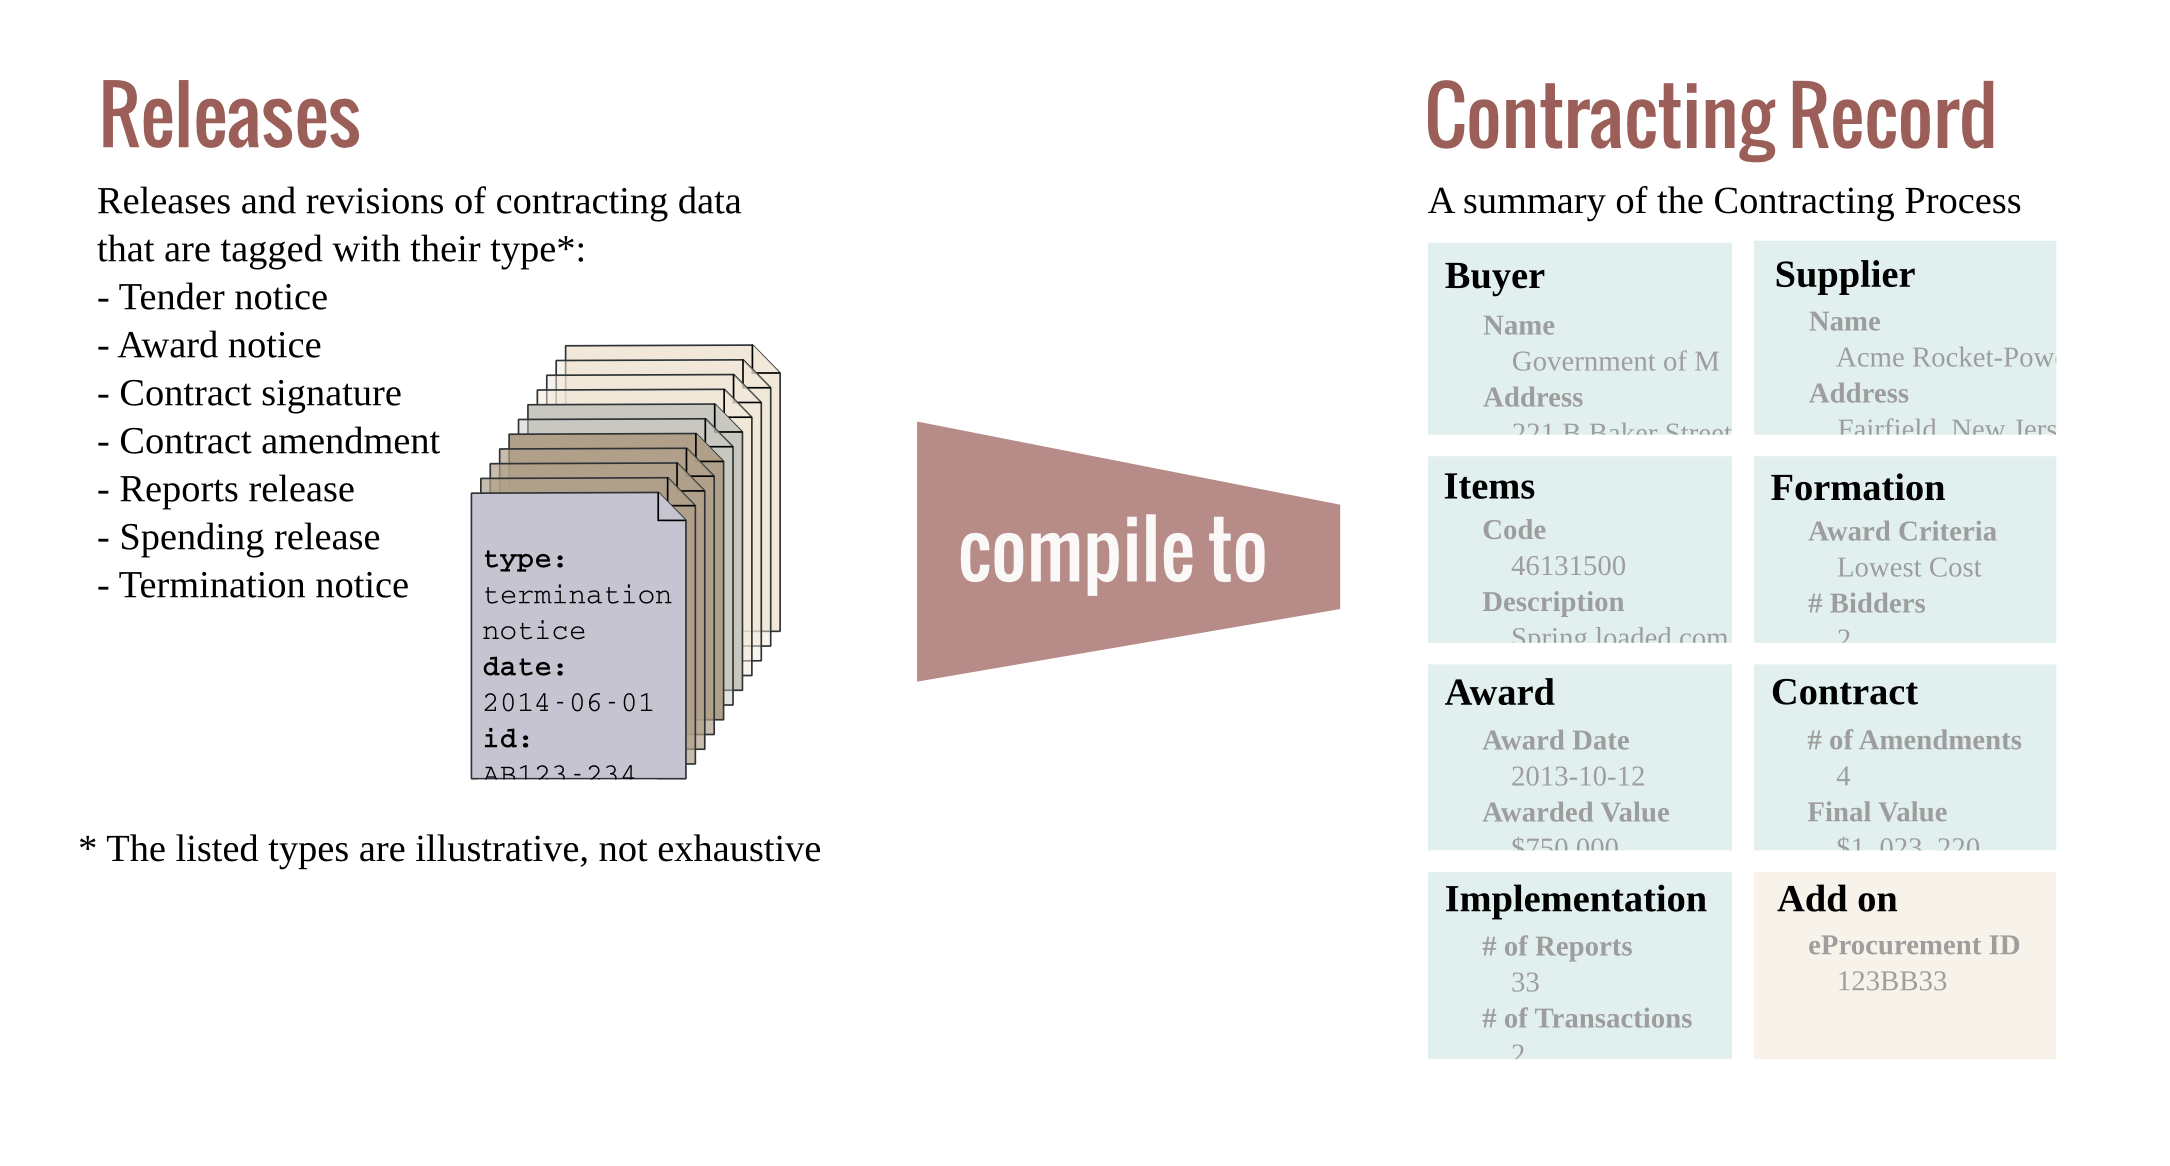 Releases
Releases and revisions of contracting data
that are tagged with their type*:
- Tender notice
- Award notice
- Contract signature
- Contract amendment
- Reports release
- Spending release
- Termination notice
type:
termination
notice
date:
2014-06-01
id:
AB123-234
* The listed types are illustrative, not exhaustive
compile to
Contracting Record
A summary of the Contracting Process
Buyer
Name
Government of M
Address
221 B Baker Street
Supplier
Name
Acme Rocket-Pow
Address
Fairfield, New Jers
Items
Code
46131500
Description
Spring loaded com
Formation
Award Criteria
Lowest Cost
# Bidders
2
Award
Award Date
2013-10-12
Awarded Value
$750,000
Contract
# of Amendments
4
Final Value
$1, 023, 220
Implementation
# of Reports
33
# of Transactions
2
Add on
eProcurement ID
123BB33